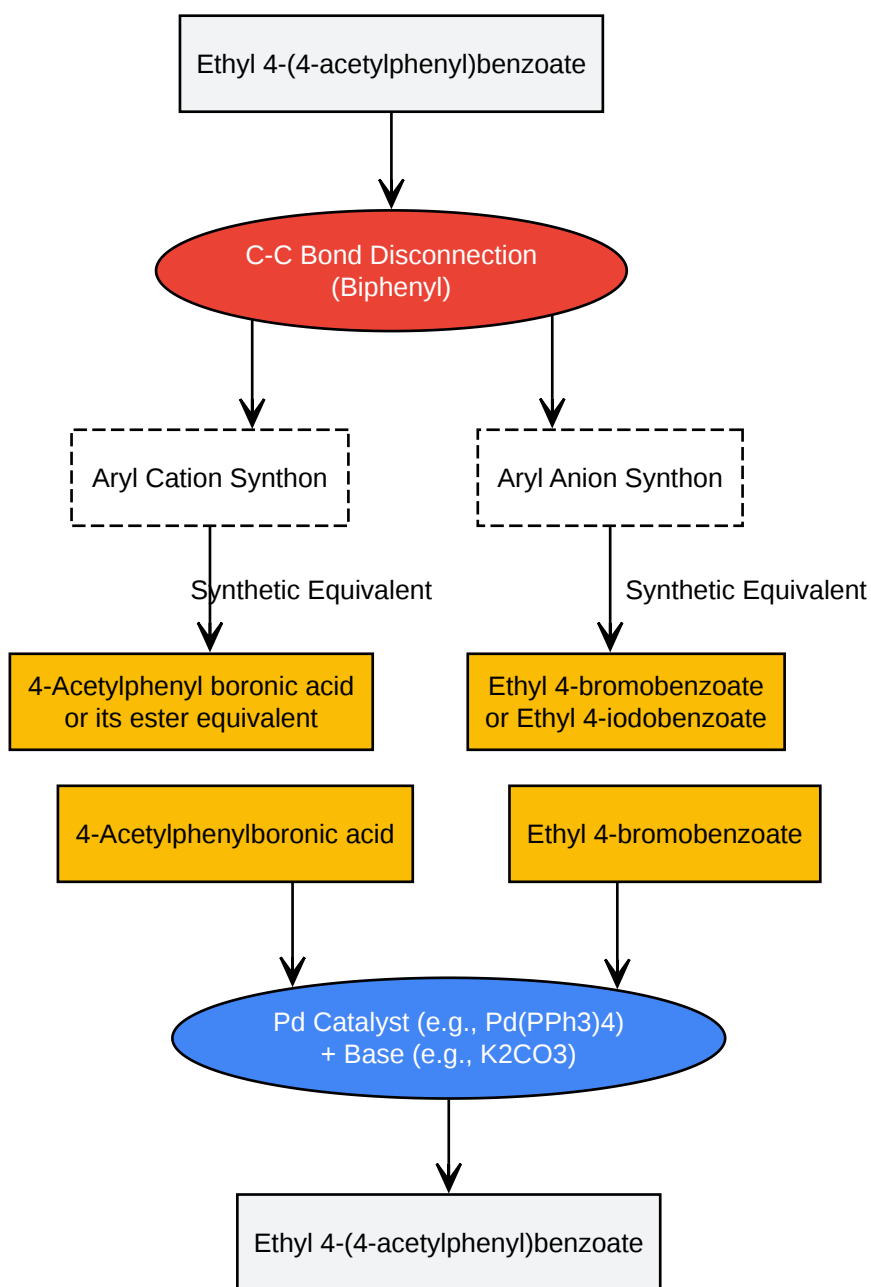 Ethyl 4-(4-acetylphenyl)benzoate
C-C Bond Disconnection
(Biphenyl)
Aryl Cation Synthon
Aryl Anion Synthon
Synthetic Equivalent
Synthetic Equivalent
4-Acetylphenyl boronic acid
or its ester equivalent
Ethyl 4-bromobenzoate
or Ethyl 4-iodobenzoate
4-Acetylphenylboronic acid
Ethyl 4-bromobenzoate
Pd Catalyst (e.g., Pd(PPh3)4)
+ Base (e.g., K2CO3)
Ethyl 4-(4-acetylphenyl)benzoate